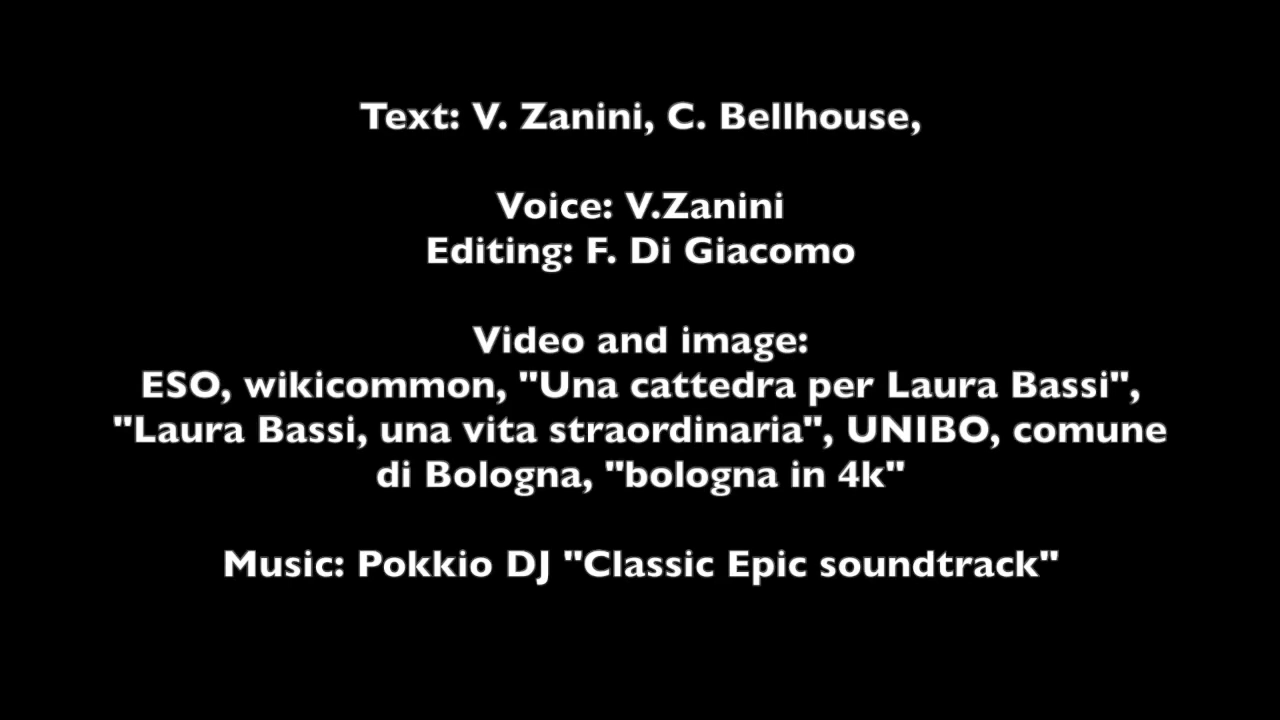 Text: V. Zanini, C. Bellhouse,
Voice: V.Zanini
Editing: F. Di Giacomo
Video and image:
ESO, wikicommon, "Una cattedra per Laura Bassi",
"Laura Bassi, una vita straordinaria", UNIBO, comune
di Bologna, "bologna in 4k"
Music: Pokkio DJ "Classic Epic soundtrack"